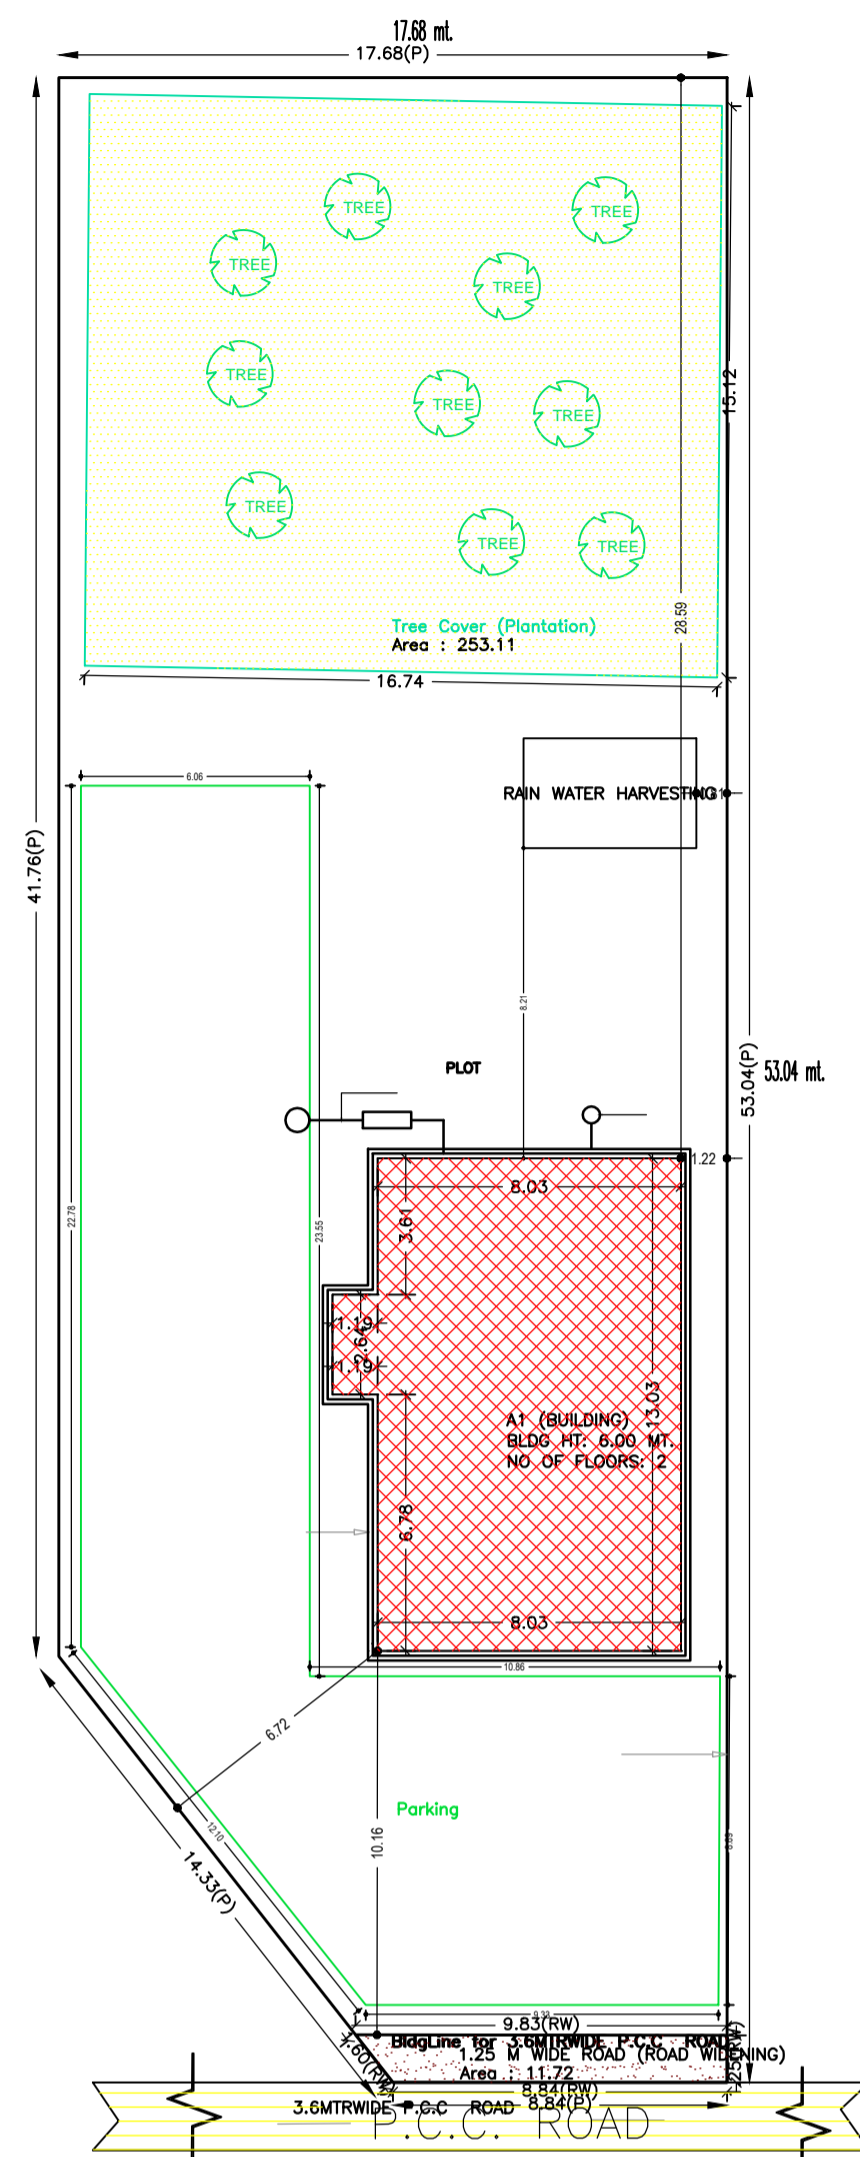 17.68 mt.
17.68(P)
TREE
TREE
TREE
TREE
TREE
TREE
TREE
TREE
TREE
TREE
15.12
28.59
Tree Cover (Plantation)
Area : 253.11
16.74
6.06
RAIN WATER HARVESTING
41.76(P)
8.21
53.04(P)
53.04 mt.
PLOT
1.22
8.03
3.61
22.78
23.55
1.19
2.64
1.19
13.03
A1 (BUILDING)
BLDG HT: 6.00 MT.
NO OF FLOORS: 2
6.78
8.03
10.86
6.72
Parking
10.16
12.10
14.33(P)
9.83(RW)
BldgLine for 3.6MTRWIDE P.C.C ROAD
1.25 M WIDE ROAD (ROAD WIDENING)
Area : 11.72
8.84(RW)
8.84(P)
3.6MTRWIDE P.C.C ROAD
P.C.C. ROAD